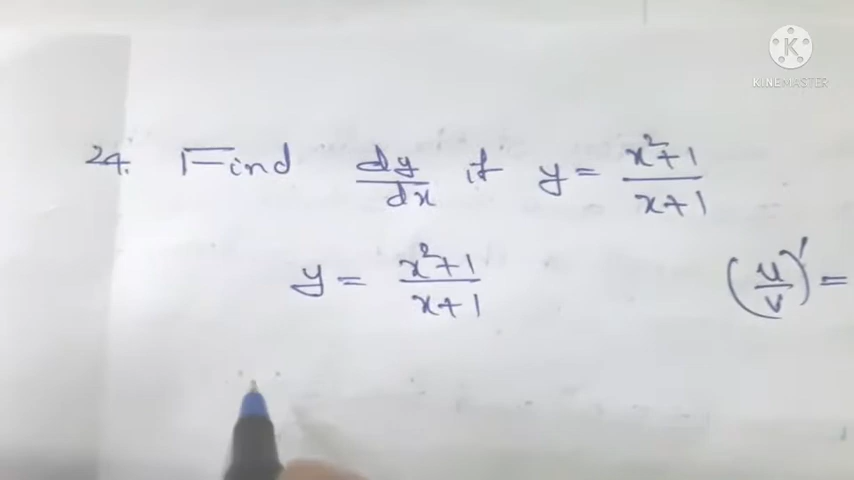 KINEMASTER
24. Find dy/dx if y = (x²+1)/(x+1)
y = (x²+1)/(x+1) (u/v)' =